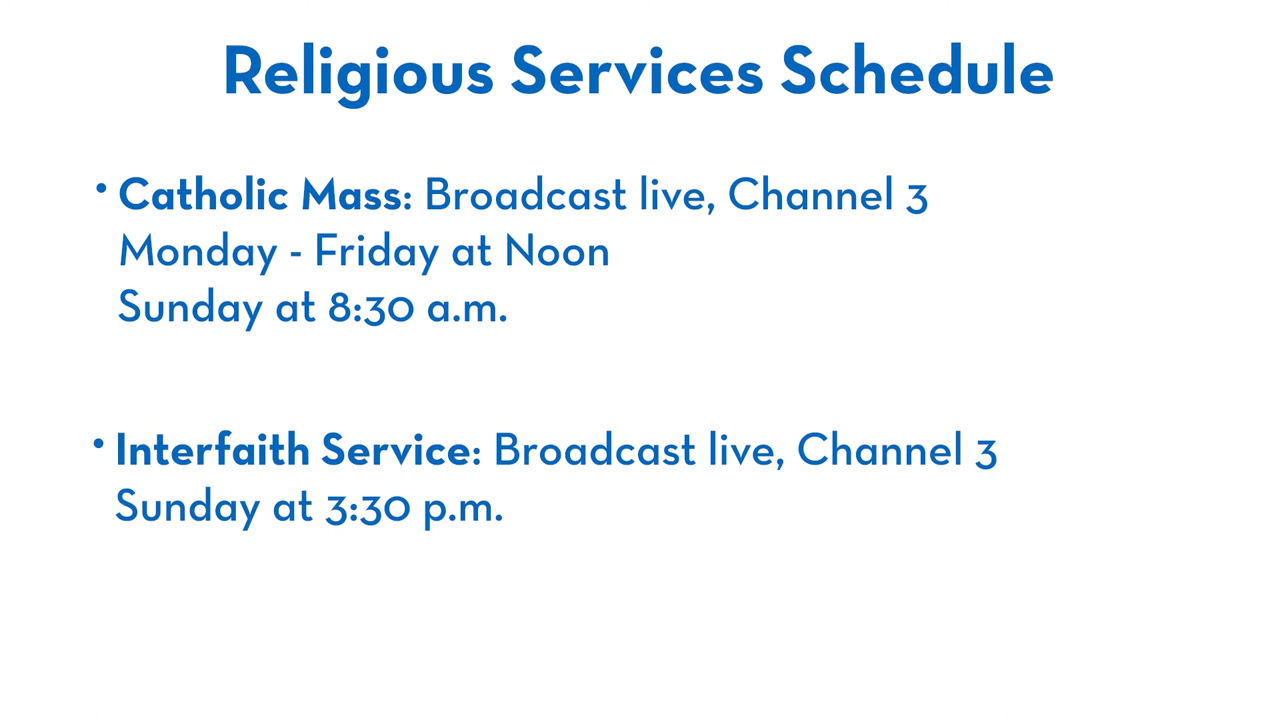 Religious Services Schedule
• Catholic Mass: Broadcast live, Channel 3
Monday - Friday at Noon
Sunday at 8:30 a.m.
• Interfaith Service: Broadcast live, Channel 3
Sunday at 3:30 p.m.